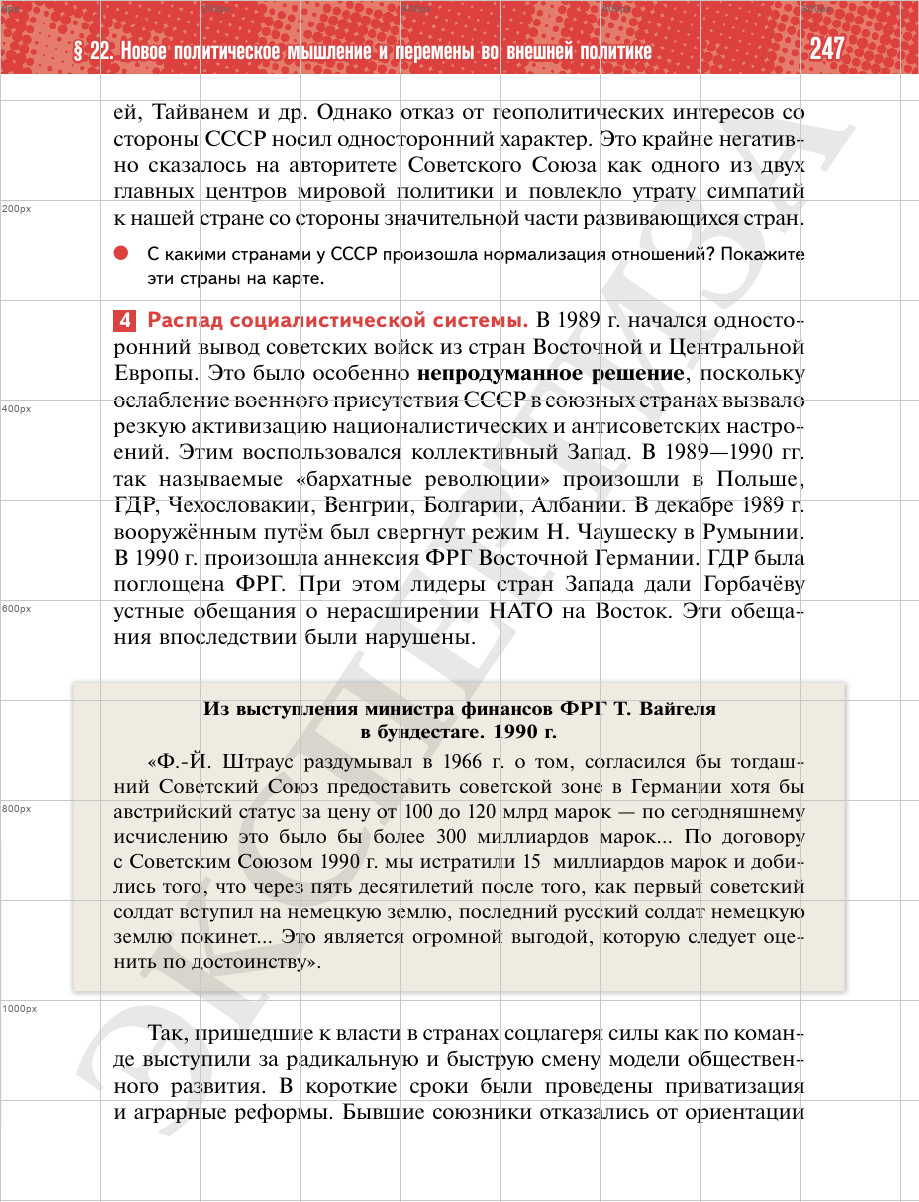 § 22. Новое политическое мышление и перемены во внешней политике 247
ей, Тайванем и др. Однако отказ от геополитических интересов со
стороны СССР носил односторонний характер. Это крайне негатив-
но сказалось на авторитете Советского Союза как одного из двух
главных центров мировой политики и повлекло утрату симпатий
к нашей стране со стороны значительной части развивающихся стран.
С какими странами у СССР произошла нормализация отношений? Покажите
эти страны на карте.
4 Распад социалистической системы. В 1989 г. начался односто-
ронний вывод советских войск из стран Восточной и Центральной
Европы. Это было особенно непродуманное решение, поскольку
ослабление военного присутствия СССР в союзных странах вызвало
резкую активизацию националистических и антисоветских настро-
ений. Этим воспользовался коллективный Запад. В 1989—1990 гг.
так называемые «бархатные революции» произошли в Польше,
ГДР, Чехословакии, Венгрии, Болгарии, Албании. В декабре 1989 г.
вооружённым путём был свергнут режим Н. Чаушеску в Румынии.
В 1990 г. произошла аннексия ФРГ Восточной Германии. ГДР была
поглощена ФРГ. При этом лидеры стран Запада дали Горбачёву
устные обещания о нерасширении НАТО на Восток. Эти обеща-
ния впоследствии были нарушены.
Из выступления министра финансов ФРГ Т. Вайгеля
в бундестаге. 1990 г.
«Ф.-Й. Штраус раздумывал в 1966 г. о том, согласился бы тогдаш-
ний Советский Союз предоставить советской зоне в Германии хотя бы
австрийский статус за цену от 100 до 120 млрд марок — по сегодняшнему
исчислению это было бы более 300 миллиардов марок... По договору
с Советским Союзом 1990 г. мы истратили 15 миллиардов марок и доби-
лись того, что через пять десятилетий после того, как первый советский
солдат вступил на немецкую землю, последний русский солдат немецкую
землю покинет... Это является огромной выгодой, которую следует оце-
нить по достоинству».
Так, пришедшие к власти в странах соцлагеря силы как по коман-
де выступили за радикальную и быструю смену модели обществен-
ного развития. В короткие сроки были проведены приватизация
и аграрные реформы. Бывшие союзники отказались от ориентации
ЭКСПЕРТИЗА
200px
400px
600px
800px
1000px